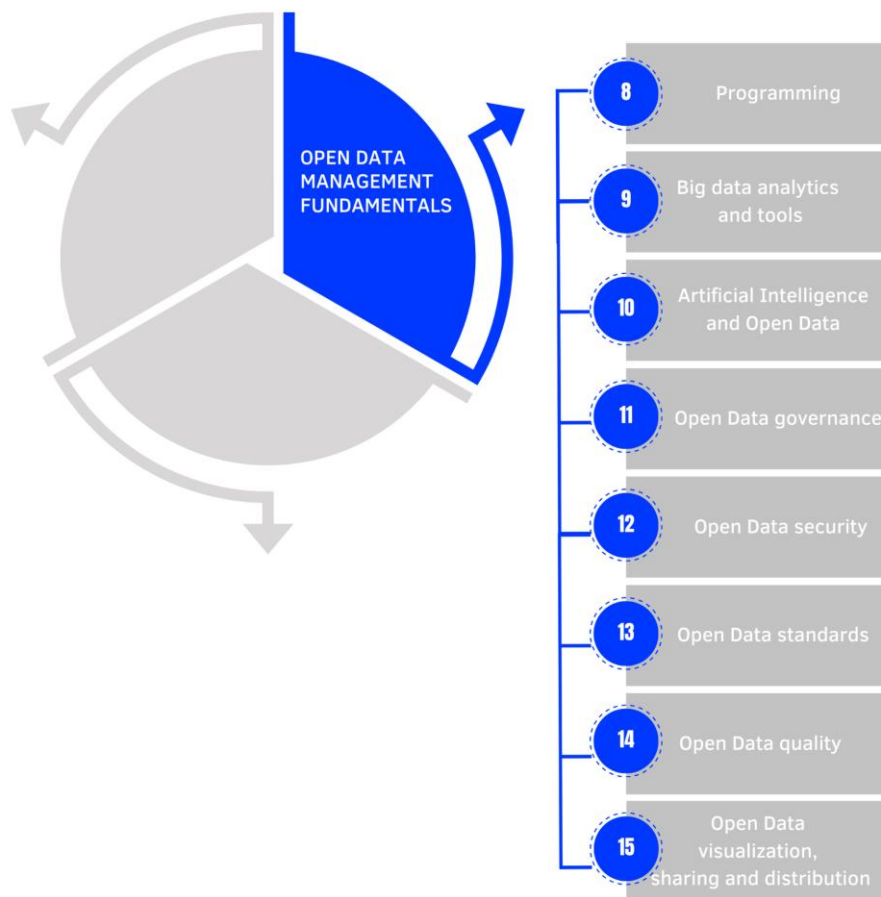 OPEN DATA
MANAGEMENT
FUNDAMENTALS
8
Programming
9
Big data analytics
and tools
10
Artificial Intelligence
and Open Data
11
Open Data governance
12
Open Data security
13
Open Data standards
14
Open Data quality
15
Open Data
visualization,
sharing and distribution